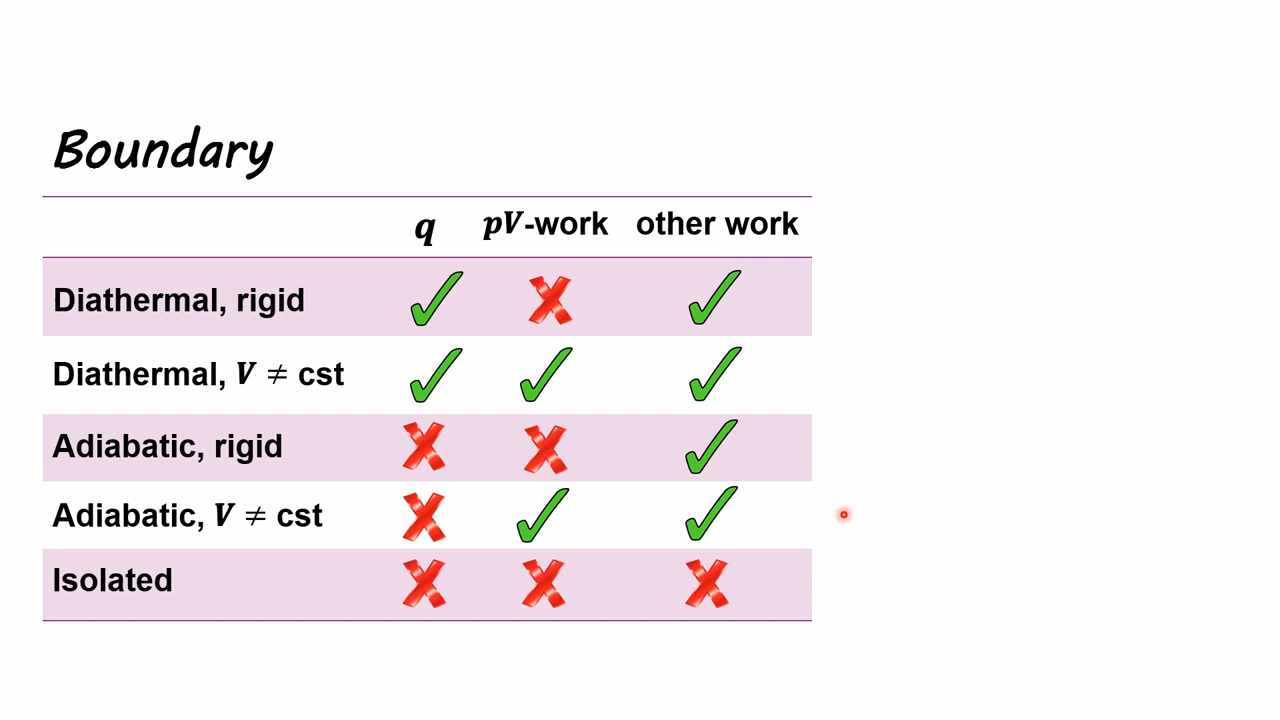 Boundary
q pV-work other work
Diathermal, rigid
Diathermal, V ≠ cst
Adiabatic, rigid
Adiabatic, V ≠ cst
Isolated